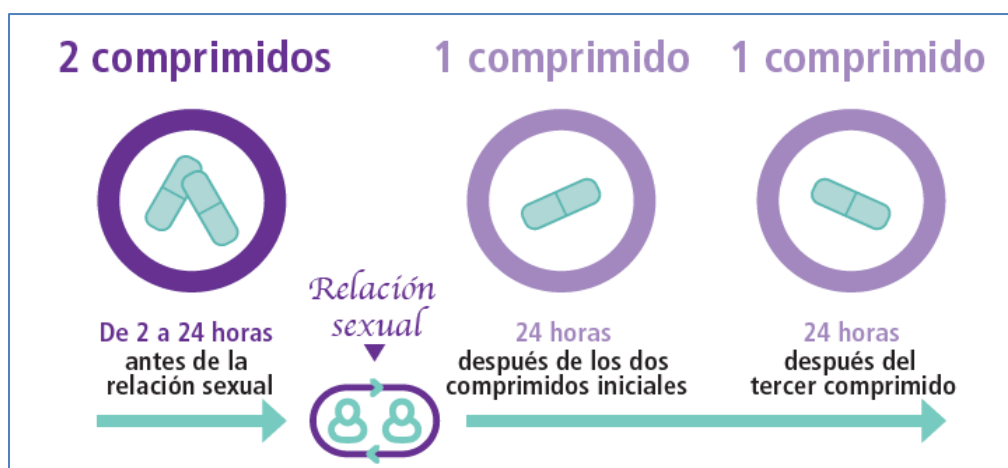 2 comprimidos
1 comprimido
1 comprimido
Relación
sexual
De 2 a 24 horas
antes de la
relación sexual
24 horas
después de los dos
comprimidos iniciales
24 horas
después del
tercer comprimido